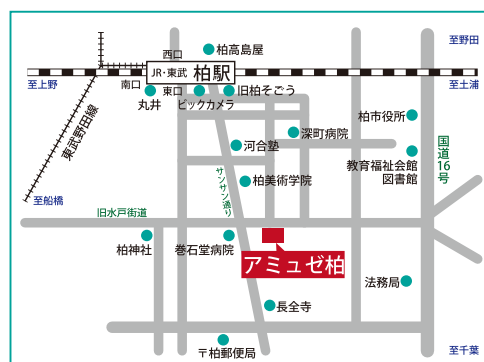 至野田
西口
柏高島屋
JR・東武 柏駅
至上野
南口
東口
旧柏そごう
至土浦
丸井
ビックカメラ
東武野田線
柏市役所
深町病院
河合塾
国道16号
教育福祉会館
図書館
サンサン通り
柏美術学院
至船橋
旧水戸街道
柏神社
巻石堂病院
アミュゼ柏
法務局
長全寺
〒柏郵便局
至千葉